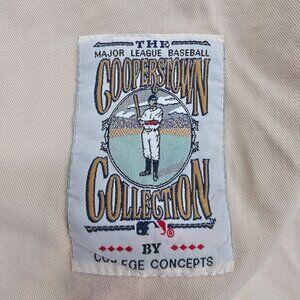 THE
MAJOR LEAGUE BASEBALL
COOPERSTOWN
COLLECTION
®
BY
COLLEGE CONCEPTS